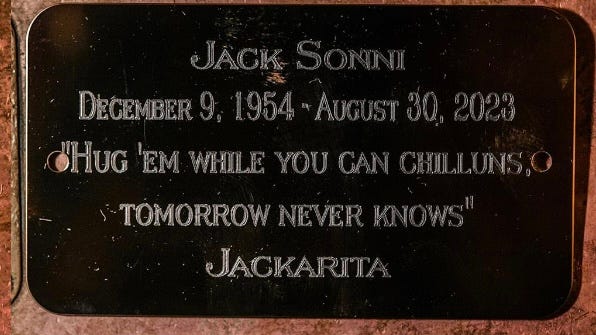 Jack Sonni
December 9, 1954 - August 30, 2023
"Hug 'em while you can chilluns,
tomorrow never knows"
Jackarita